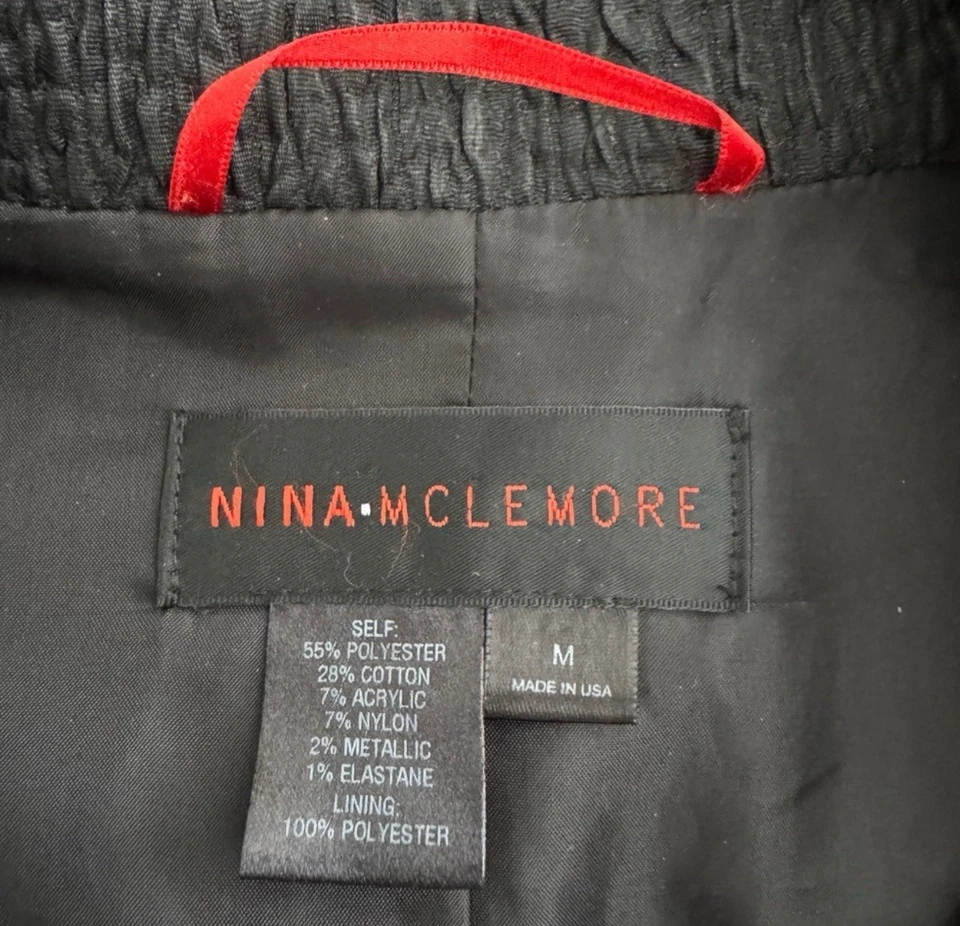 NINA·MCLEMORE
SELF:
55% POLYESTER
28% COTTON
7% ACRYLIC
7% NYLON
2% METALLIC
1% ELASTANE
LINING:
100% POLYESTER
M
MADE IN USA